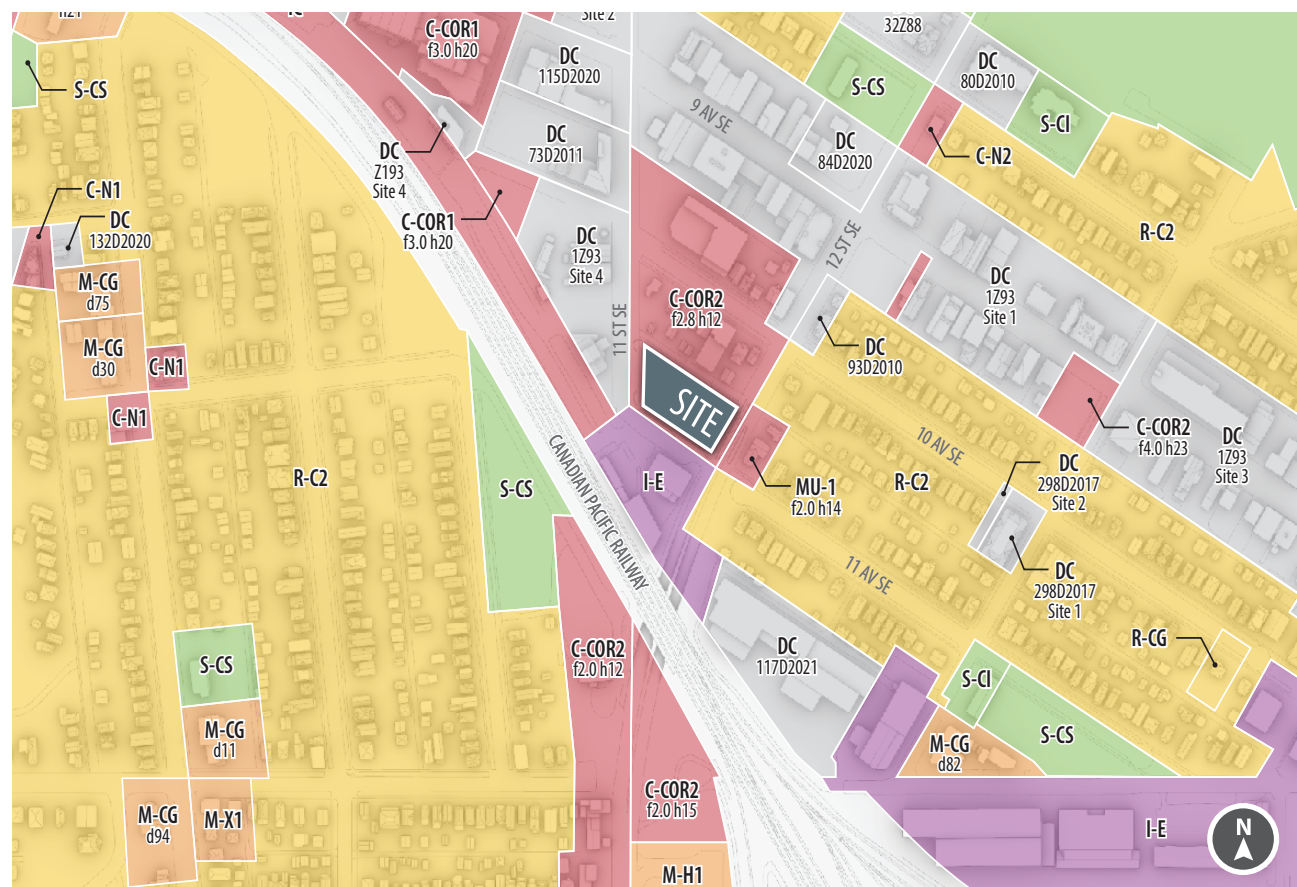 Site 2
C-COR1
f3.0 h20
32Z88
DC
115D2020
DC
80D2010
S-CS
S-CS
9 AV SE
S-CI
DC
73D2011
DC
Z193
Site 4
DC
84D2020
C-N2
C-N1
C-COR1
f3.0 h20
DC
132D2020
R-C2
DC
1Z93
Site 4
12 ST SE
M-CG
d75
C-COR2
f2.8 h12
DC
1Z93
Site 1
11 ST SE
M-CG
d30
C-N1
DC
93D2010
C-N1
SITE
C-COR2
f4.0 h23
10 AV SE
DC
1Z93
Site 3
R-C2
S-CS
CANADIAN PACIFIC RAILWAY
I-E
MU-1
f2.0 h14
R-C2
DC
298D2017
Site 2
11 AV SE
DC
298D2017
Site 1
R-CG
S-CS
C-COR2
f2.0 h12
DC
117D2021
S-CI
M-CG
d11
M-CG
d82
S-CS
C-COR2
f2.0 h15
M-CG
d94
M-X1
I-E
N
M-H1